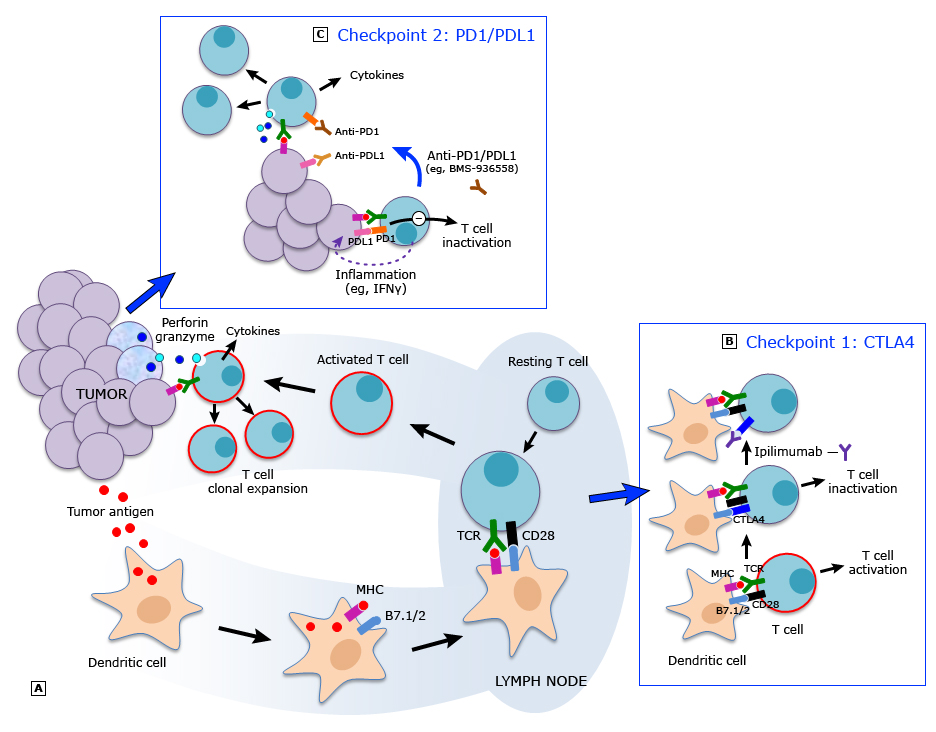 C Checkpoint 2: PD1/PDL1
Cytokines
Anti-PD1
Anti-PDL1
Anti-PD1/PDL1
(eg, BMS-936558)
−
PDL1
PD1
T cell
inactivation
Inflammation
(eg, IFNγ)
Perforin
granzyme
Cytokines
TUMOR
T cell
clonal expansion
Activated T cell
Resting T cell
TCR
CD28
Tumor antigen
Dendritic cell
MHC
B7.1/2
LYMPH NODE
A
B Checkpoint 1: CTLA4
Ipilimumab
T cell
inactivation
CTLA4
T cell
activation
MHC
TCR
B7.1/2
CD28
T cell
Dendritic cell